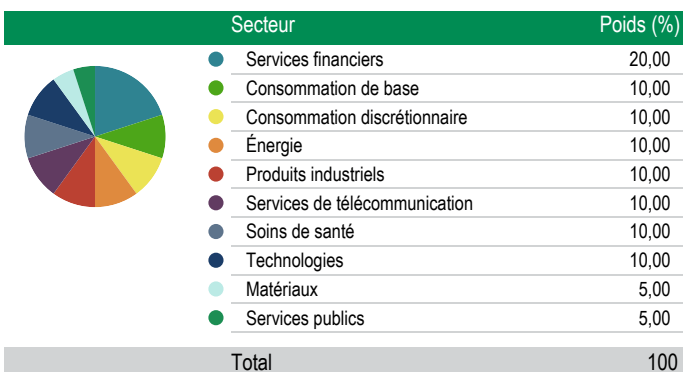 Secteur Poids (%)
Services financiers 20,00
Consommation de base 10,00
Consommation discrétionnaire 10,00
Énergie 10,00
Produits industriels 10,00
Services de télécommunication 10,00
Soins de santé 10,00
Technologies 10,00
Matériaux 5,00
Services publics 5,00
Total 100